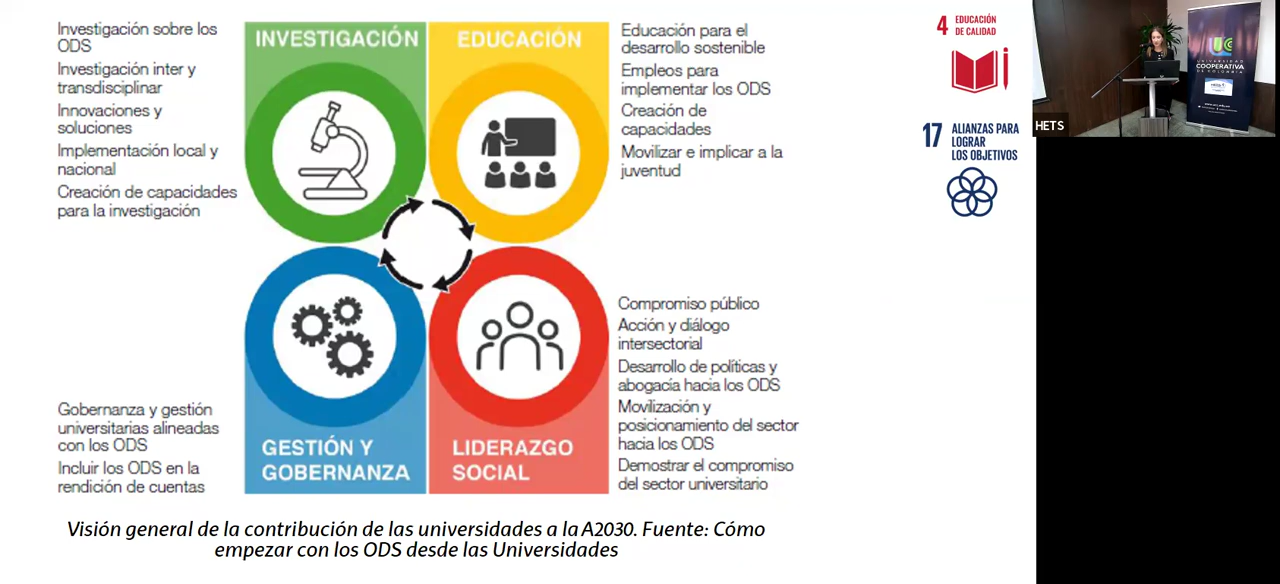 Investigación sobre los
ODS
Investigación inter y
transdisciplinar
Innovaciones y
soluciones
Implementación local y
nacional
Creación de capacidades
para la investigación
INVESTIGACIÓN
EDUCACIÓN
Educación para el
desarrollo sostenible
Empleos para
implementar los ODS
Creación de
capacidades
Movilizar e implicar a la
juventud
Gobernanza y gestión
universitarias alineadas
con los ODS
Incluir los ODS en la
rendición de cuentas
GESTIÓN Y
GOBERNANZA
LIDERAZGO
SOCIAL
Compromiso público
Acción y diálogo
intersectorial
Desarrollo de políticas y
abogacía hacia los ODS
Movilización y
posicionamiento del sector
hacia los ODS
Demostrar el compromiso
del sector universitario
Visión general de la contribución de las universidades a la A2030. Fuente: Cómo
empezar con los ODS desde las Universidades
4 EDUCACIÓN
DE CALIDAD
17 ALIANZAS PARA
LOGRAR
LOS OBJETIVOS
HETS
UCC
UNIVERSIDAD
COOPERATIVA
DE COLOMBIA